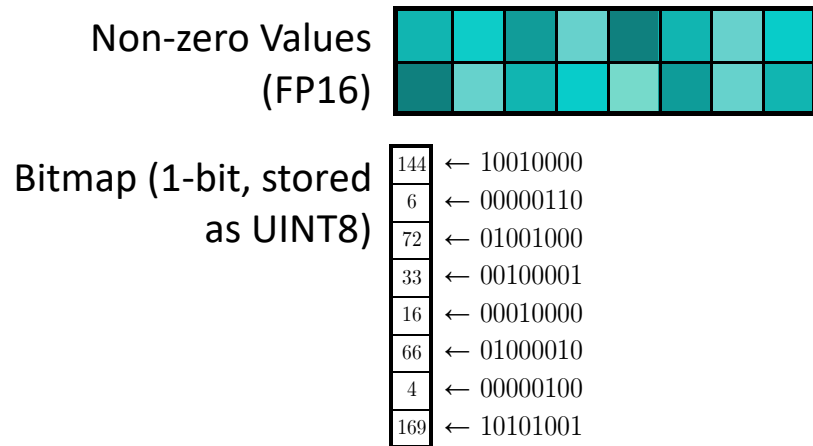 Non-zero Values
(FP16)
Bitmap (1-bit, stored
as UINT8)
144 ← 10010000
6 ← 00000110
72 ← 01001000
33 ← 00100001
16 ← 00010000
66 ← 01000010
4 ← 00000100
169 ← 10101001